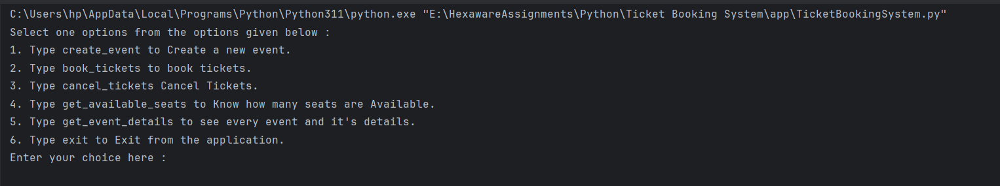 C:\Users\hp\AppData\Local\Programs\Python\Python311\python.exe "E:\HexawareAssignments\Python\Ticket Booking System\app\TicketBookingSystem.py"
Select one options from the options given below :
1. Type create_event to Create a new event.
2. Type book_tickets to book tickets.
3. Type cancel_tickets Cancel Tickets.
4. Type get_available_seats to Know how many seats are Available.
5. Type get_event_details to see every event and it's details.
6. Type exit to Exit from the application.
Enter your choice here :